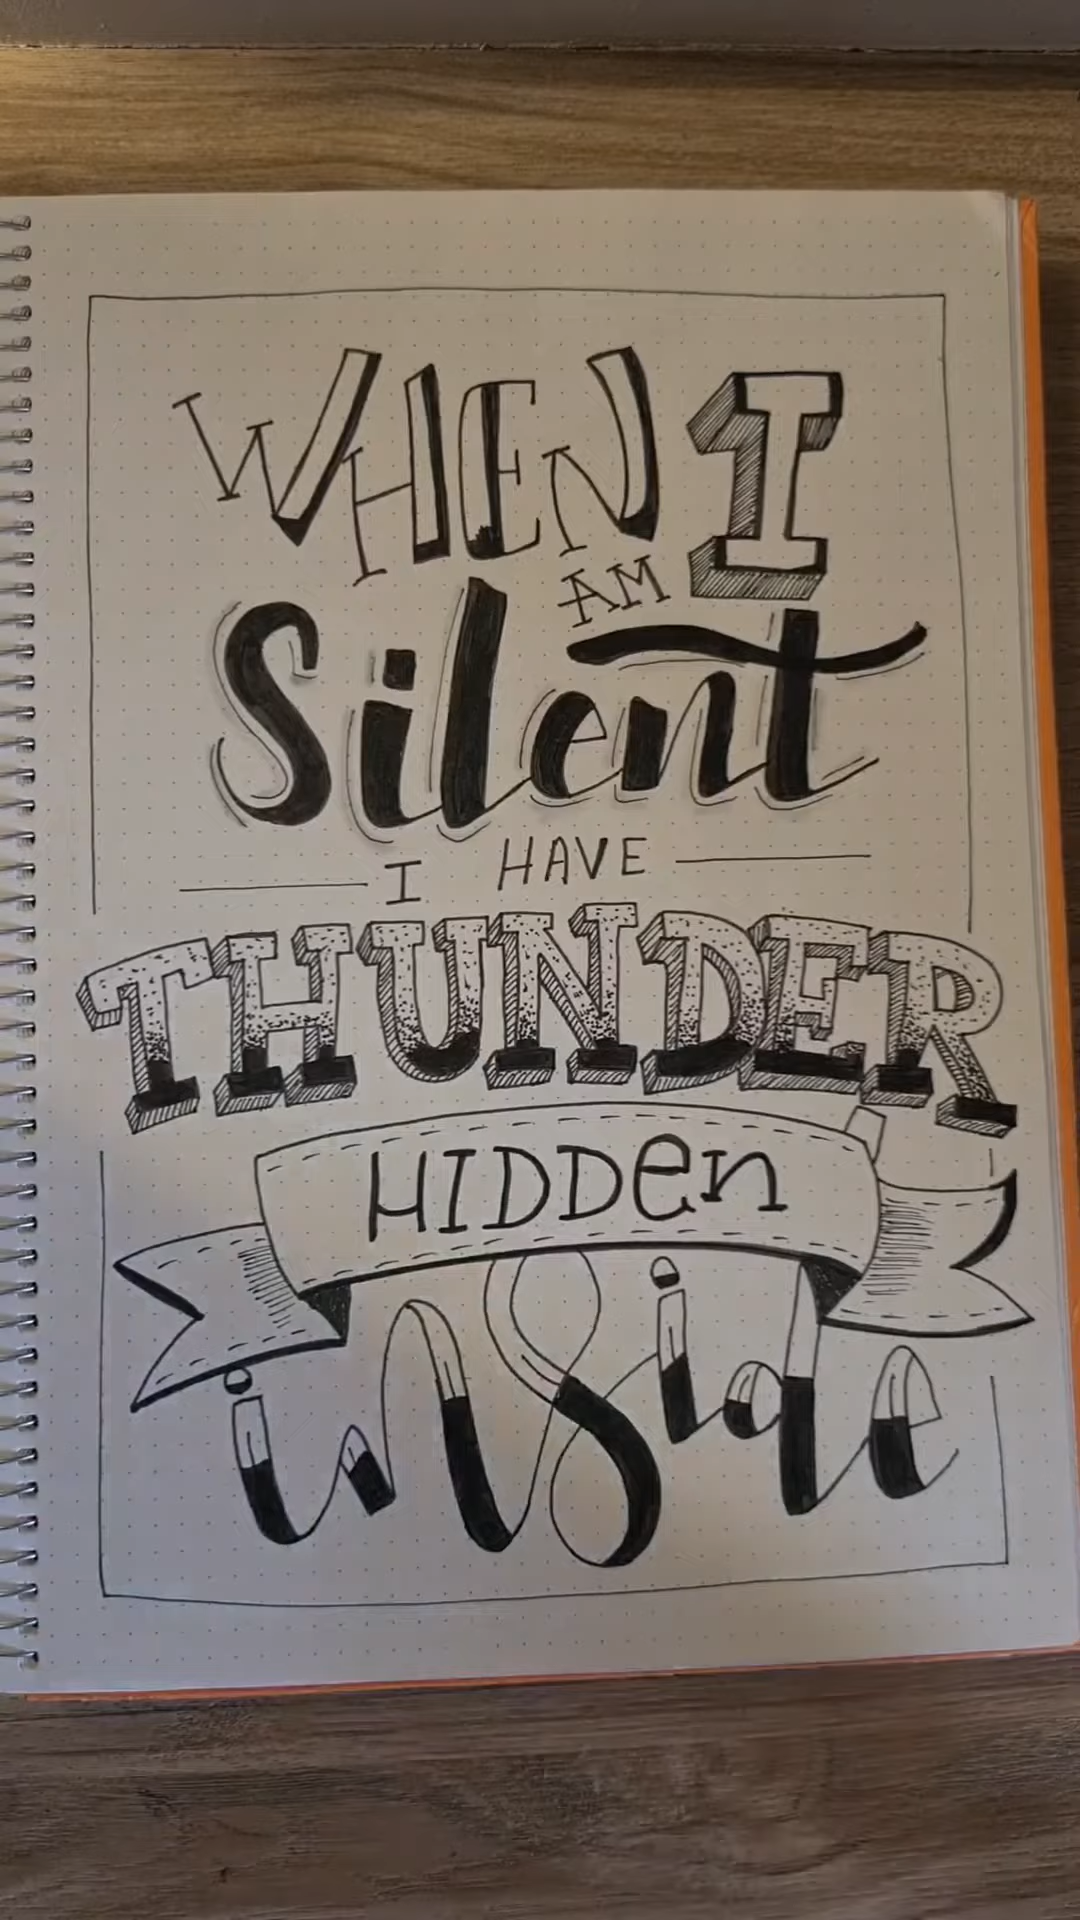 WHEN I
AM
Silent
I HAVE
THUNDER
HIDDen
inside